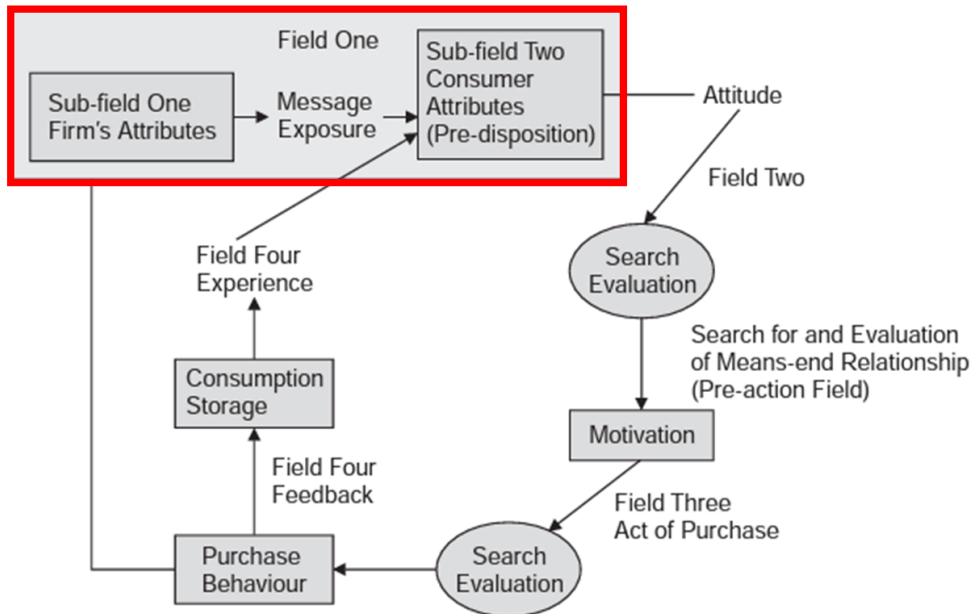 Field One
Sub-field One
Firm's Attributes
Message
Exposure
Sub-field Two
Consumer
Attributes
(Pre-disposition)
Attitude
Field Two
Search
Evaluation
Search for and Evaluation
of Means-end Relationship
(Pre-action Field)
Motivation
Field Three
Act of Purchase
Search
Evaluation
Purchase
Behaviour
Field Four
Feedback
Consumption
Storage
Field Four
Experience